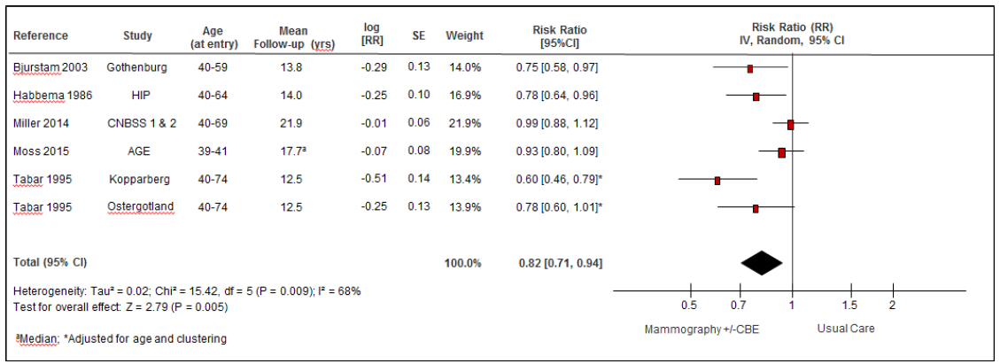 Reference Study Age (at entry) Mean Follow-up (yrs) log [RR] SE Weight Risk Ratio [95%CI] Risk Ratio (RR) IV, Random, 95% CI
Bjurstam 2003 Gothenburg 40-59 13.8 -0.29 0.13 14.0% 0.75 [0.58, 0.97]
Habbema 1986 HIP 40-64 14.0 -0.25 0.10 16.9% 0.78 [0.64, 0.96]
Miller 2014 CNBSS 1 & 2 40-69 21.9 -0.01 0.06 21.9% 0.99 [0.88, 1.12]
Moss 2015 AGE 39-41 17.7ª -0.07 0.08 19.9% 0.93 [0.80, 1.09]
Tabar 1995 Kopparberg 40-74 12.5 -0.51 0.14 13.4% 0.60 [0.46, 0.79]*
Tabar 1995 Ostergotland 40-74 12.5 -0.25 0.13 13.9% 0.78 [0.60, 1.01]*
Total (95% CI) 100.0% 0.82 [0.71, 0.94]
Heterogeneity: Tau² = 0.02; Chi² = 15.42, df = 5 (P = 0.009); I² = 68%
Test for overall effect: Z = 2.79 (P = 0.005)
0.5 0.7 1 1.5 2
Mammography +/-CBE Usual Care
ªMedian; *Adjusted for age and clustering